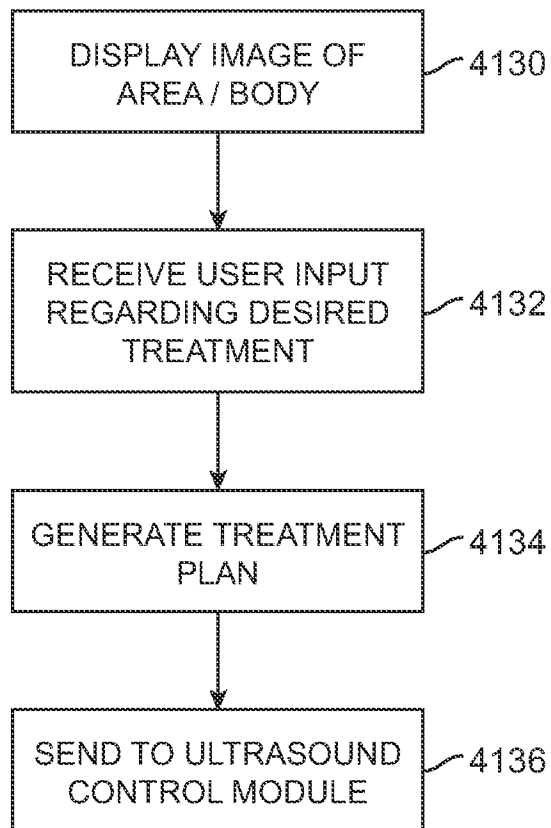 DISPLAY IMAGE OF
AREA / BODY
4130
RECEIVE USER INPUT
REGARDING DESIRED
TREATMENT
4132
GENERATE TREATMENT
PLAN
4134
SEND TO ULTRASOUND
CONTROL MODULE
4136